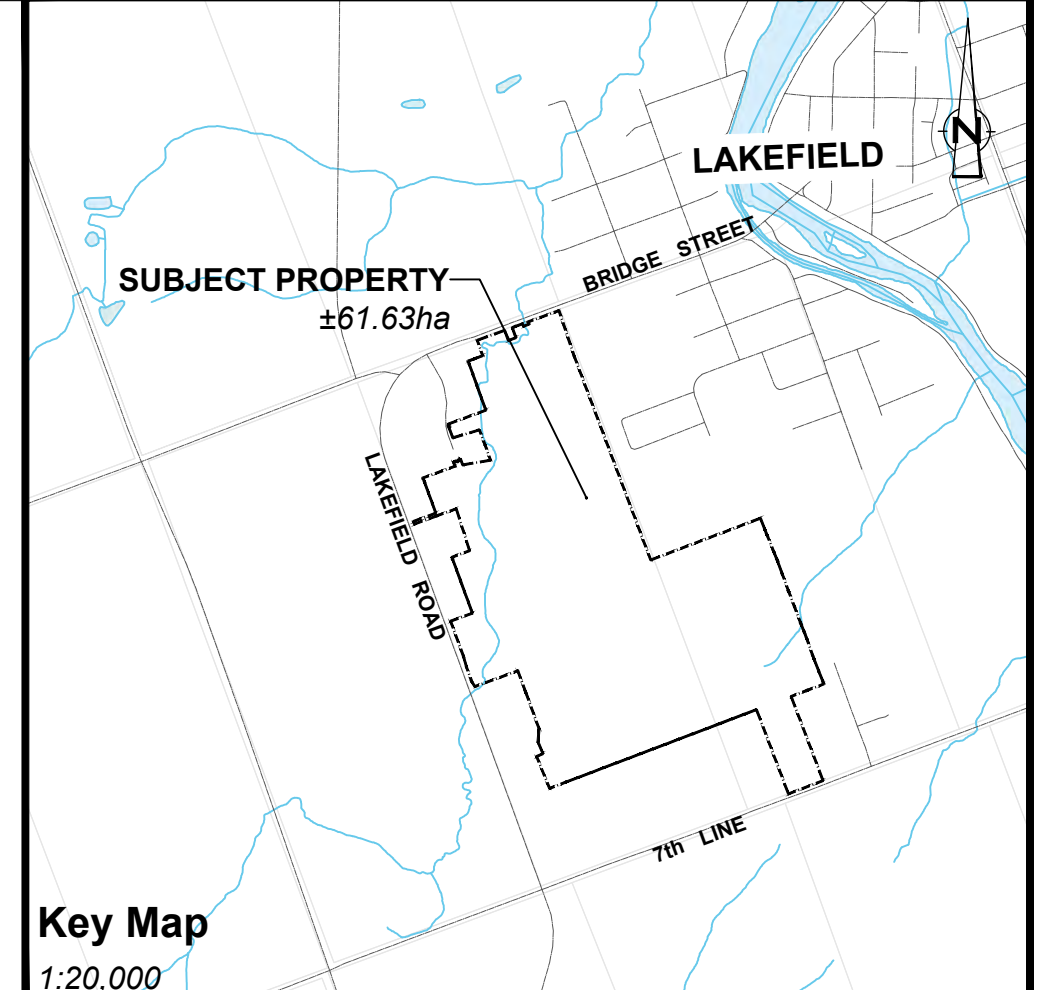 N
LAKEFIELD
BRIDGE STREET
SUBJECT PROPERTY
±61.63ha
LAKEFIELD ROAD
7th LINE
Key Map
1:20,000